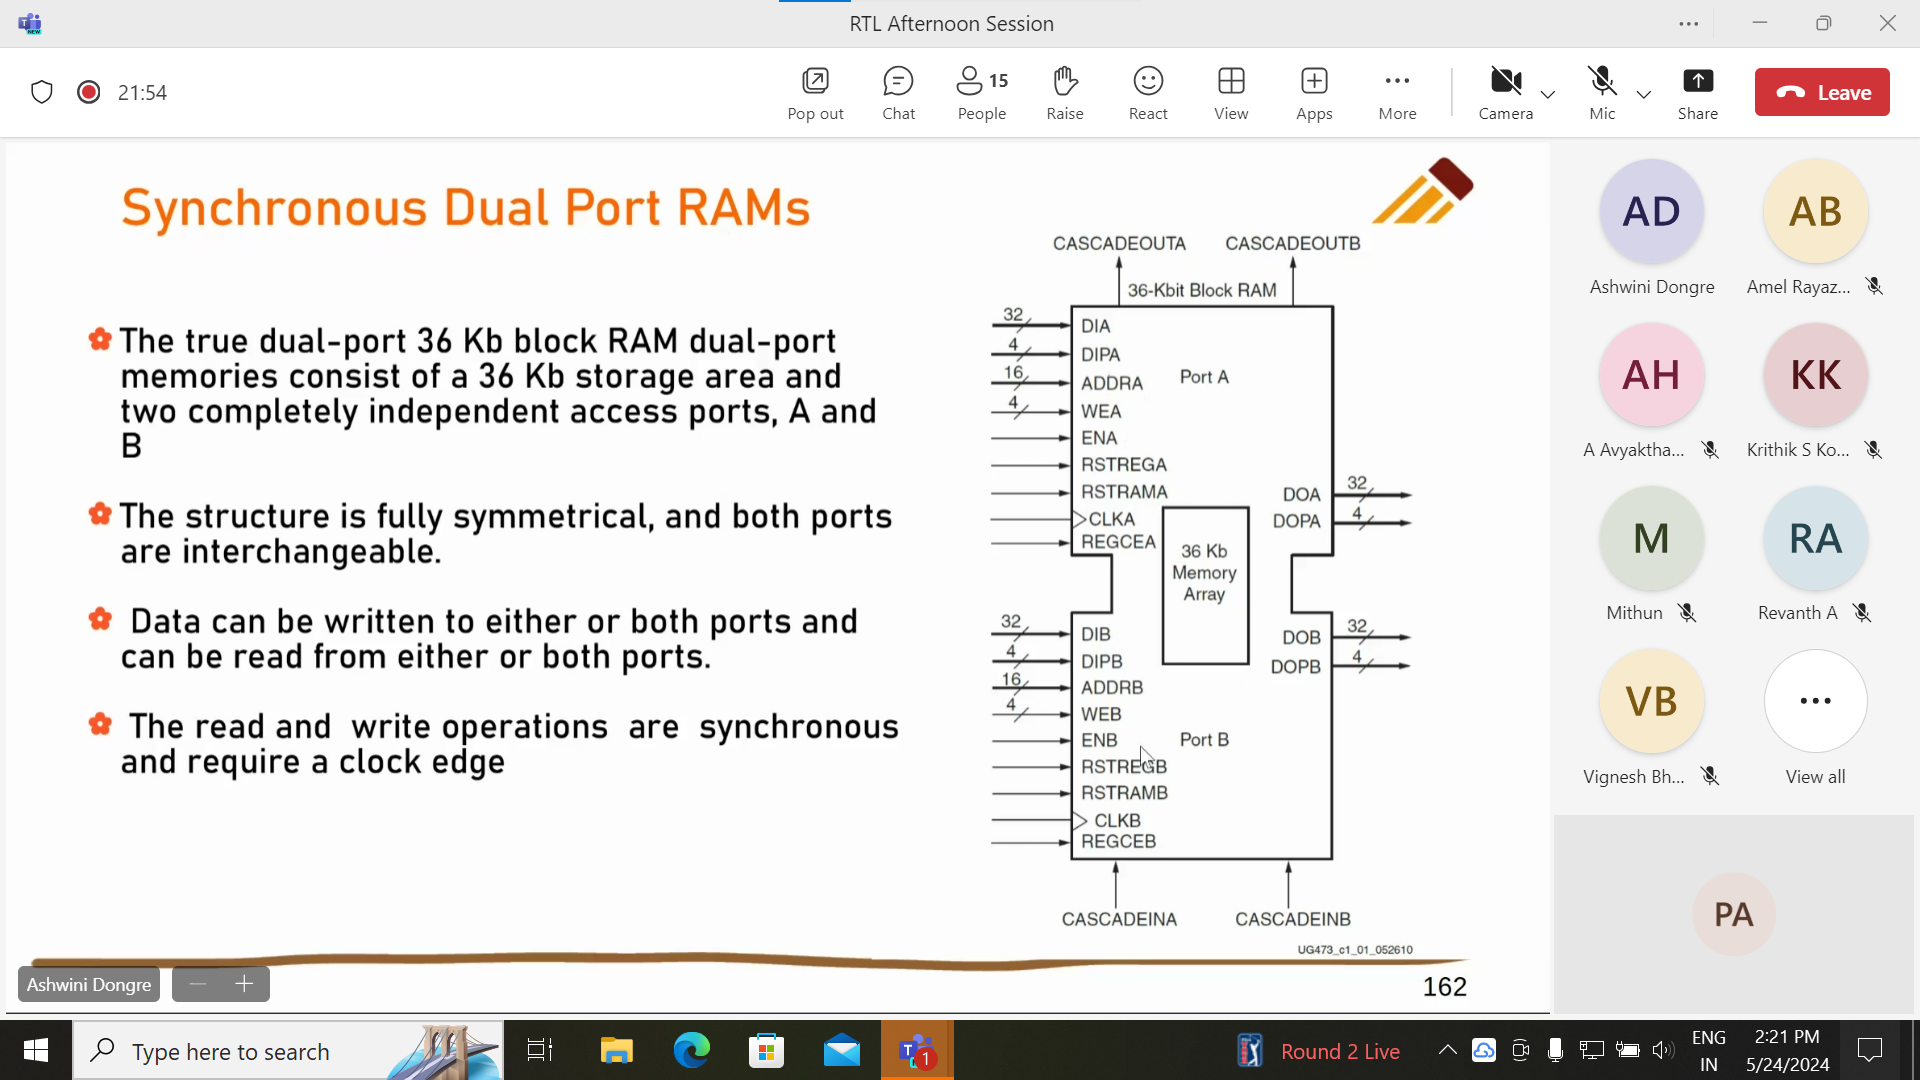 NEW
RTL Afternoon Session
21:54
Pop out
Chat
15
People
Raise
React
View
Apps
More
Camera
Mic
Share
Leave
Synchronous Dual Port RAMs
The true dual-port 36 Kb block RAM dual-port
memories consist of a 36 Kb storage area and
two completely independent access ports, A and
B
The structure is fully symmetrical, and both ports
are interchangeable.
Data can be written to either or both ports and
can be read from either or both ports.
The read and write operations are synchronous
and require a clock edge
CASCADEOUTA CASCADEOUTB
36-Kbit Block RAM
32 DIA
4 DIPA
16 ADDRA
4 WEA
ENA
RSTREGA
RSTRAMA
CLKA
REGCEA
Port A
DOA 32
DOPA 4
36 Kb
Memory
Array
32 DIB
4 DIPB
16 ADDRB
4 WEB
ENB
RSTREGB
RSTRAMB
CLKB
REGCEB
Port B
DOB 32
DOPB 4
CASCADEINA CASCADEINB
UG473_c1_01_052610
162
Ashwini Dongre
AD
Ashwini Dongre
AB
Amel Rayaz...
AH
A Avyaktha...
KK
Krithik S Ko...
M
Mithun
RA
Revanth A
VB
Vignesh Bh...
View all
PA
Type here to search
1
Round 2 Live
ENG
IN
2:21 PM
5/24/2024